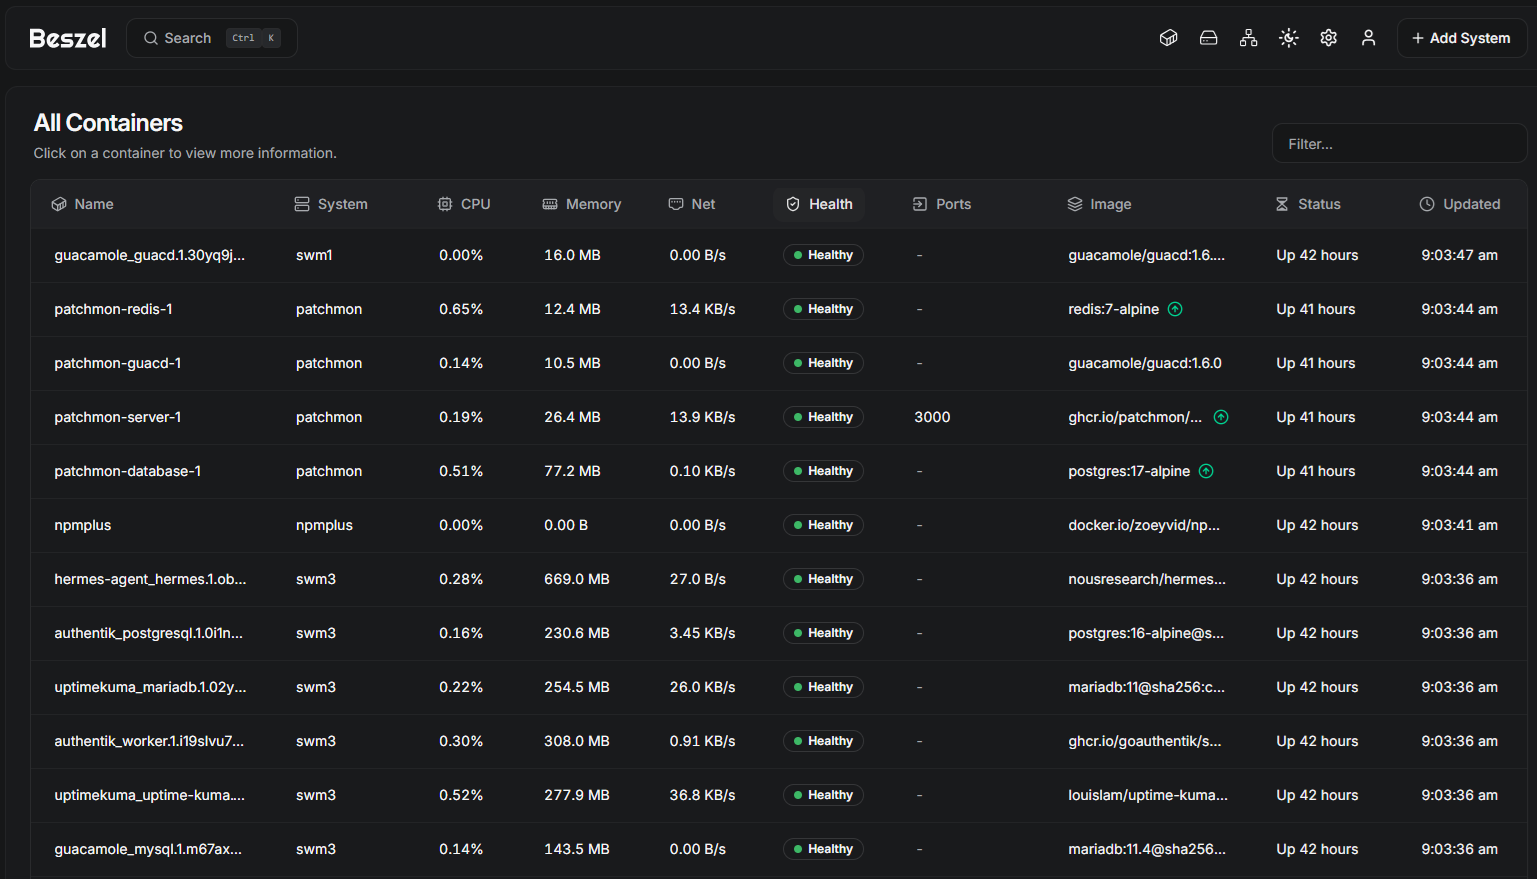 Beszel Search Ctrl K Add System
All Containers
Click on a container to view more information.
Filter...
Name System CPU Memory Net Health Ports Image Status Updated
guacamole_guacd.1.30yq9j... swm1 0.00% 16.0 MB 0.00 B/s Healthy - guacamole/guacd:1.6.... Up 42 hours 9:03:47 am
patchmon-redis-1 patchmon 0.65% 12.4 MB 13.4 KB/s Healthy - redis:7-alpine Up 41 hours 9:03:44 am
patchmon-guacd-1 patchmon 0.14% 10.5 MB 0.00 B/s Healthy - guacamole/guacd:1.6.0 Up 41 hours 9:03:44 am
patchmon-server-1 patchmon 0.19% 26.4 MB 13.9 KB/s Healthy 3000 ghcr.io/patchmon/... Up 41 hours 9:03:44 am
patchmon-database-1 patchmon 0.51% 77.2 MB 0.10 KB/s Healthy - postgres:17-alpine Up 41 hours 9:03:44 am
npmplus npmplus 0.00% 0.00 B 0.00 B/s Healthy - docker.io/zoeyvid/np... Up 42 hours 9:03:41 am
hermes-agent_hermes.1.ob... swm3 0.28% 669.0 MB 27.0 B/s Healthy - nousresearch/hermes... Up 42 hours 9:03:36 am
authentik_postgresql.1.0i1n... swm3 0.16% 230.6 MB 3.45 KB/s Healthy - postgres:16-alpine@s... Up 42 hours 9:03:36 am
uptimekuma_mariadb.1.02y... swm3 0.22% 254.5 MB 26.0 KB/s Healthy - mariadb:11@sha256:c... Up 42 hours 9:03:36 am
authentik_worker.1.i19slvu7... swm3 0.30% 308.0 MB 0.91 KB/s Healthy - ghcr.io/goauthentik/s... Up 42 hours 9:03:36 am
uptimekuma_uptime-kuma.... swm3 0.52% 277.9 MB 36.8 KB/s Healthy - louislam/uptime-kuma... Up 42 hours 9:03:36 am
guacamole_mysql.1.m67ax... swm3 0.14% 143.5 MB 0.00 B/s Healthy - mariadb:11.4@sha256... Up 42 hours 9:03:36 am